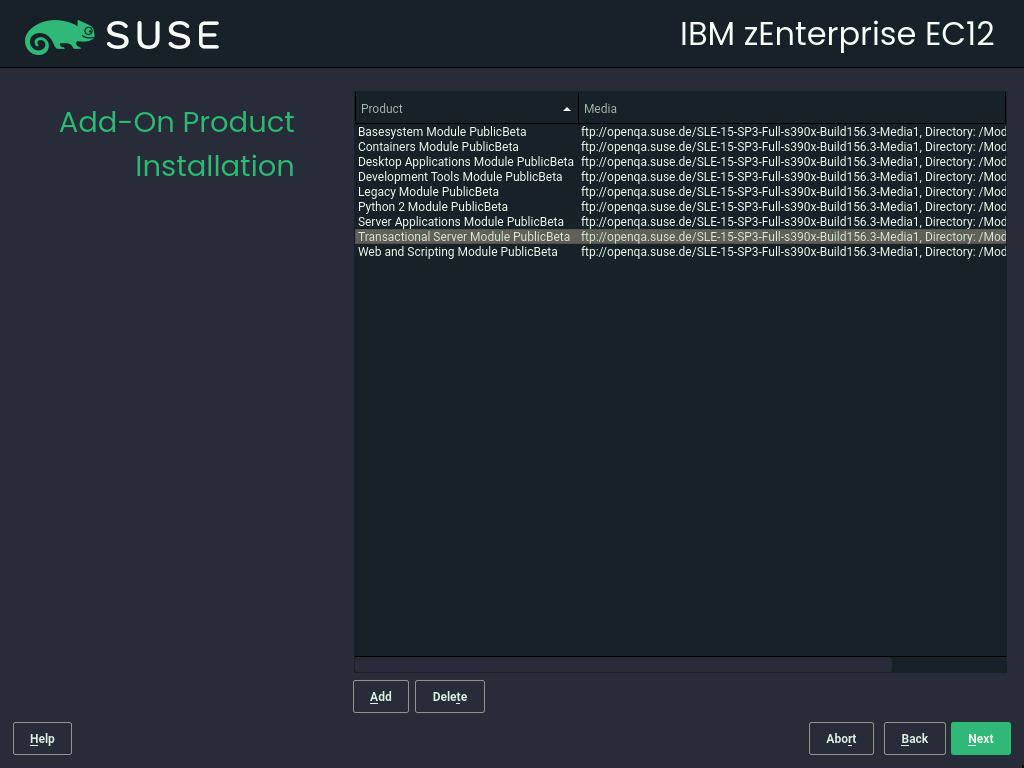 SUSE
IBM zEnterprise EC12
Add-On Product
Installation
Product Media
Basesystem Module PublicBeta ftp://openqa.suse.de/SLE-15-SP3-Full-s390x-Build156.3-Media1, Directory: /Mod
Containers Module PublicBeta ftp://openqa.suse.de/SLE-15-SP3-Full-s390x-Build156.3-Media1, Directory: /Mod
Desktop Applications Module PublicBeta ftp://openqa.suse.de/SLE-15-SP3-Full-s390x-Build156.3-Media1, Directory: /Mod
Development Tools Module PublicBeta ftp://openqa.suse.de/SLE-15-SP3-Full-s390x-Build156.3-Media1, Directory: /Mod
Legacy Module PublicBeta ftp://openqa.suse.de/SLE-15-SP3-Full-s390x-Build156.3-Media1, Directory: /Mod
Python 2 Module PublicBeta ftp://openqa.suse.de/SLE-15-SP3-Full-s390x-Build156.3-Media1, Directory: /Mod
Server Applications Module PublicBeta ftp://openqa.suse.de/SLE-15-SP3-Full-s390x-Build156.3-Media1, Directory: /Mod
Transactional Server Module PublicBeta ftp://openqa.suse.de/SLE-15-SP3-Full-s390x-Build156.3-Media1, Directory: /Mod
Web and Scripting Module PublicBeta ftp://openqa.suse.de/SLE-15-SP3-Full-s390x-Build156.3-Media1, Directory: /Mod
Add Delete
Help Abort Back Next